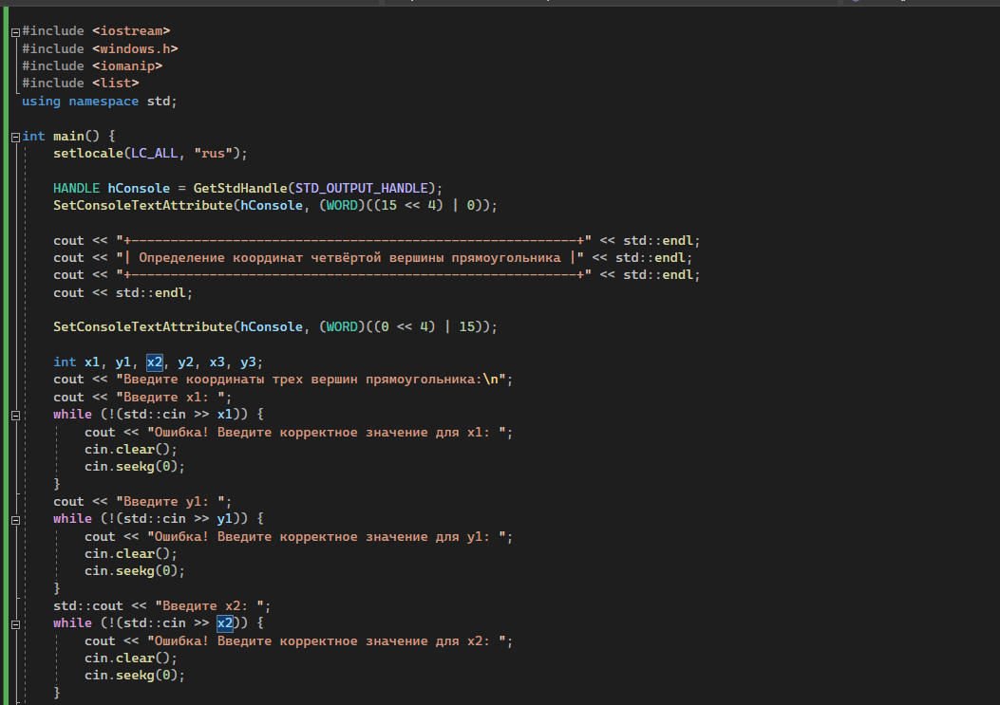 #include <iostream>
#include <windows.h>
#include <iomanip>
#include <list>
using namespace std;

int main() {
    setlocale(LC_ALL, "rus");

    HANDLE hConsole = GetStdHandle(STD_OUTPUT_HANDLE);
    SetConsoleTextAttribute(hConsole, (WORD)((15 << 4) | 0));

    cout << "+---------------------------------------------------------+" << std::endl;
    cout << "| Определение координат четвёртой вершины прямоугольника |" << std::endl;
    cout << "+---------------------------------------------------------+" << std::endl;
    cout << std::endl;

    SetConsoleTextAttribute(hConsole, (WORD)((0 << 4) | 15));

    int x1, y1, x2, y2, x3, y3;
    cout << "Введите координаты трех вершин прямоугольника:\n";
    cout << "Введите x1: ";
    while (!(std::cin >> x1)) {
        cout << "Ошибка! Введите корректное значение для x1: ";
        cin.clear();
        cin.seekg(0);
    }
    cout << "Введите y1: ";
    while (!(std::cin >> y1)) {
        cout << "Ошибка! Введите корректное значение для y1: ";
        cin.clear();
        cin.seekg(0);
    }
    std::cout << "Введите x2: ";
    while (!(std::cin >> x2)) {
        cout << "Ошибка! Введите корректное значение для x2: ";
        cin.clear();
        cin.seekg(0);
    }